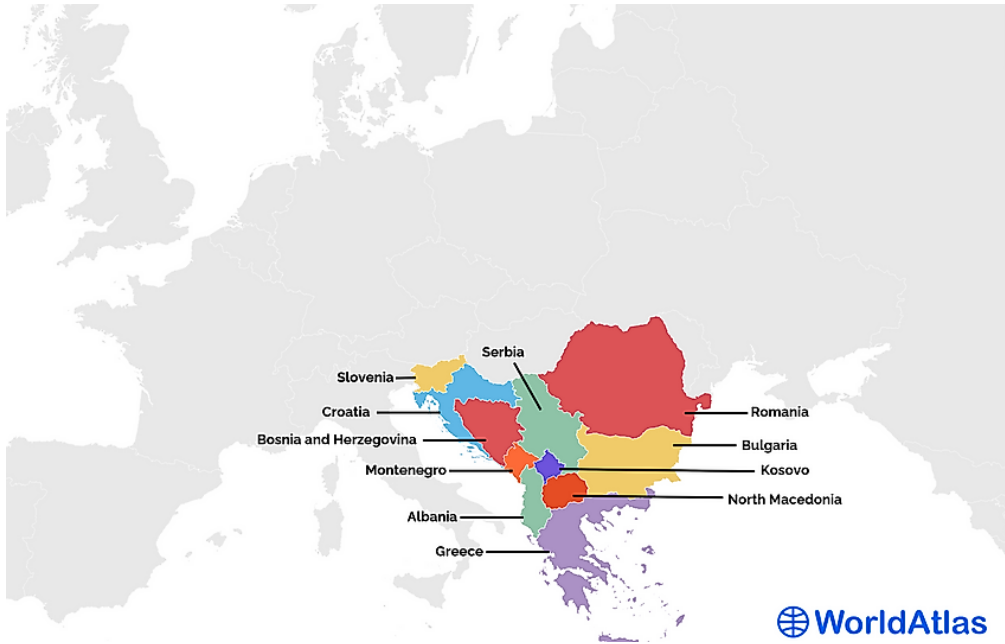 Serbia
Slovenia
Croatia
Romania
Bosnia and Herzegovina
Bulgaria
Montenegro
Kosovo
North Macedonia
Albania
Greece
WorldAtlas